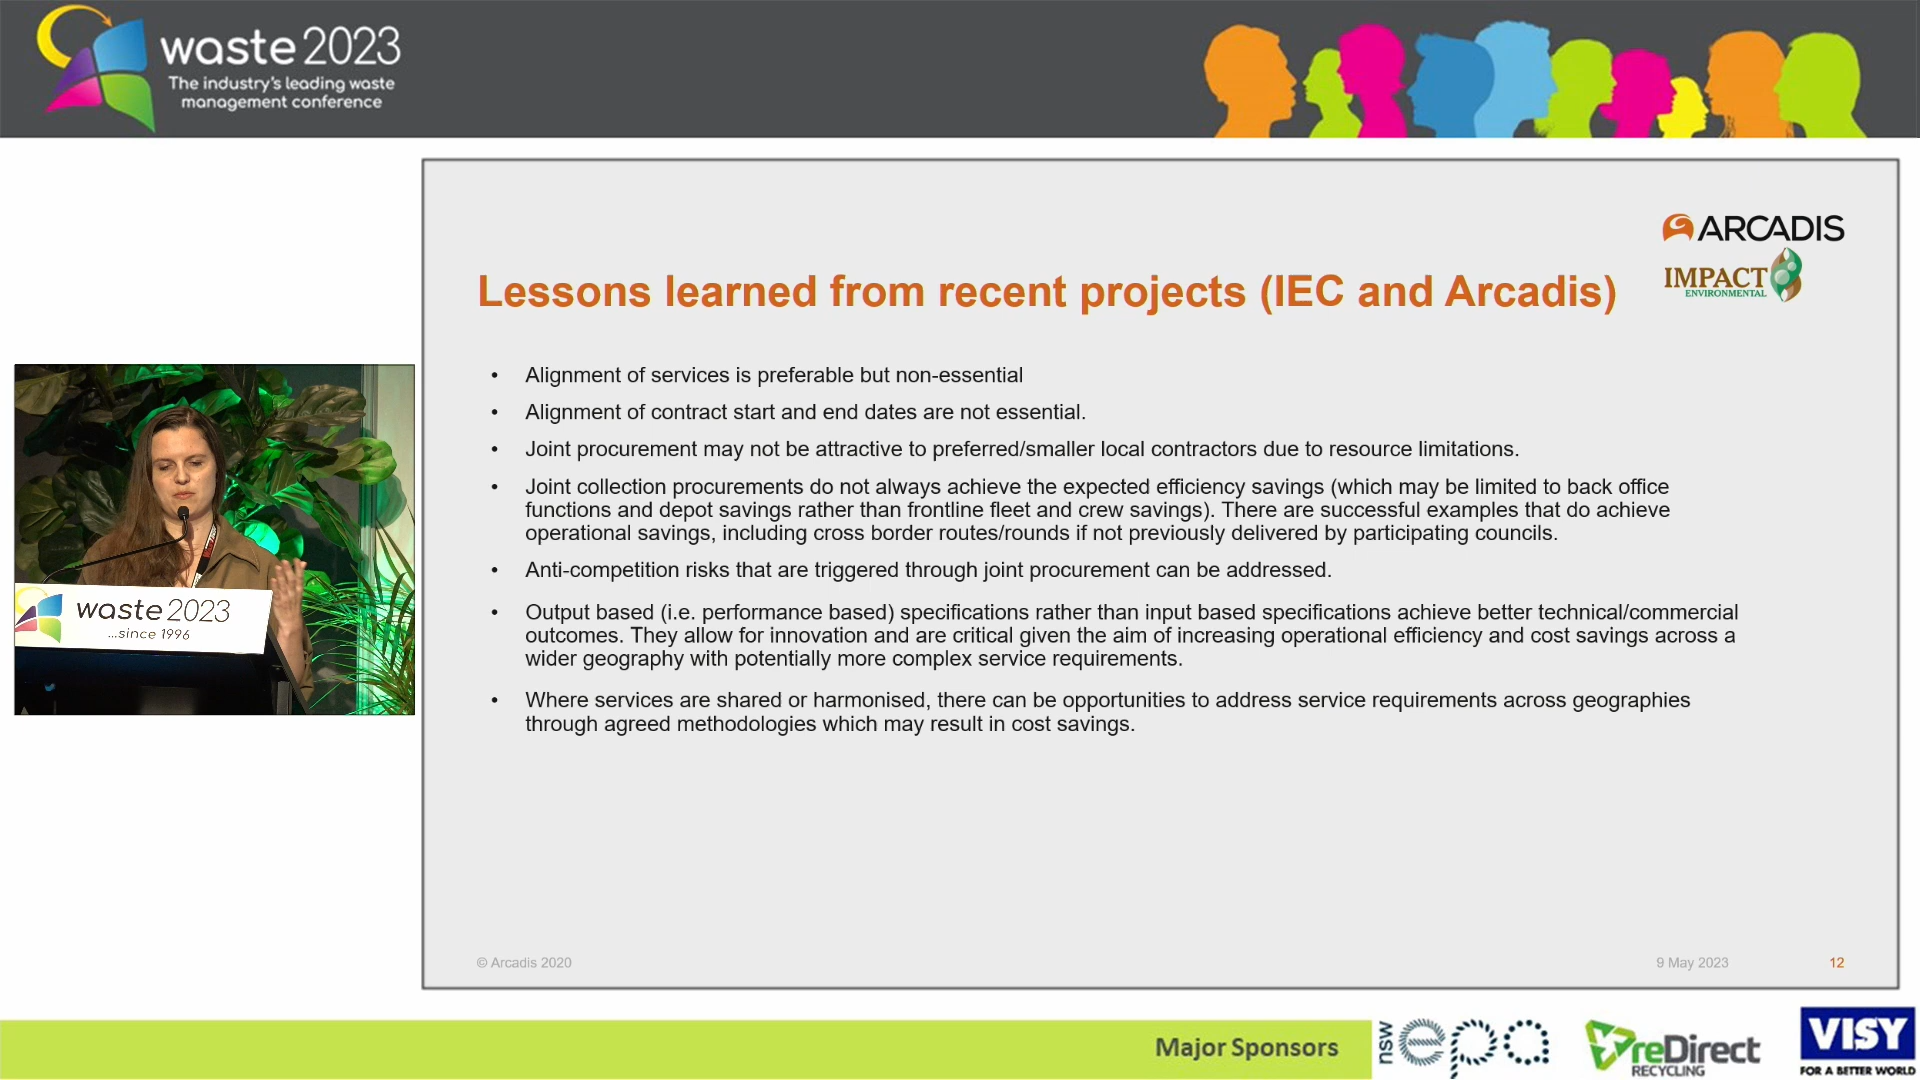 waste 2023
The industry's leading waste
management conference
ARCADIS
IMPACT
ENVIRONMENTAL
Lessons learned from recent projects (IEC and Arcadis)
• Alignment of services is preferable but non-essential
• Alignment of contract start and end dates are not essential.
• Joint procurement may not be attractive to preferred/smaller local contractors due to resource limitations.
• Joint collection procurements do not always achieve the expected efficiency savings (which may be limited to back office
functions and depot savings rather than frontline fleet and crew savings). There are successful examples that do achieve
operational savings, including cross border routes/rounds if not previously delivered by participating councils.
• Anti-competition risks that are triggered through joint procurement can be addressed.
• Output based (i.e. performance based) specifications rather than input based specifications achieve better technical/commercial
outcomes. They allow for innovation and are critical given the aim of increasing operational efficiency and cost savings across a
wider geography with potentially more complex service requirements.
• Where services are shared or harmonised, there can be opportunities to address service requirements across geographies
through agreed methodologies which may result in cost savings.
waste 2023
...since 1996
© Arcadis 2020
9 May 2023
12
Major Sponsors
nsw epa
reDirect
RECYCLING
VISY
FOR A BETTER WORLD